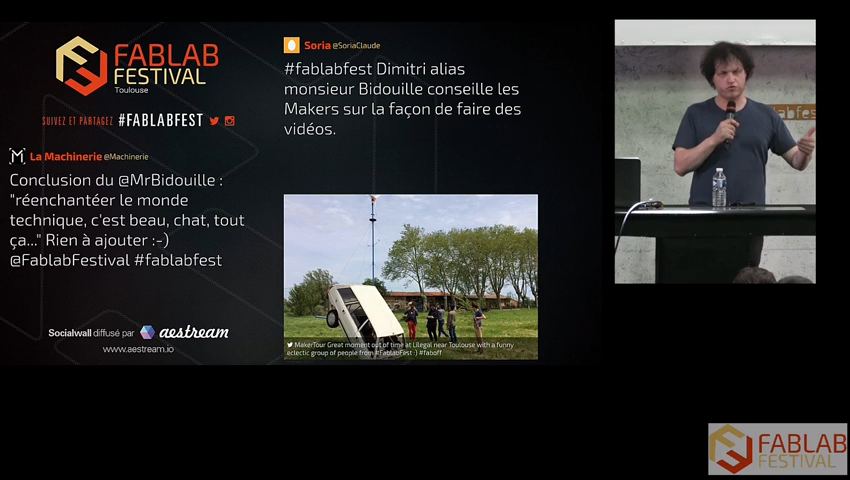 FABLAB
FESTIVAL
Toulouse
SUIVEZ ET PARTAGEZ #FABLABFEST
La Machinerie @Machinerie
Conclusion du @MrBidouille :
"réenchantéer le monde
technique, c'est beau, chat, tout
ça..." Rien à ajouter :-)
@FablabFestival #fablabfest
Socialwall diffusé par aestream
www.aestream.io
Soria @SoriaClaude
#fablabfest Dimitri alias
monsieur Bidouille conseille les
Makers sur la façon de faire des
vidéos.
MakerTour Great moment out of time at L'ilegal near Toulouse with a funny
eclectic group of people from #FablabFest :) #faboff
FABLAB
FESTIVAL